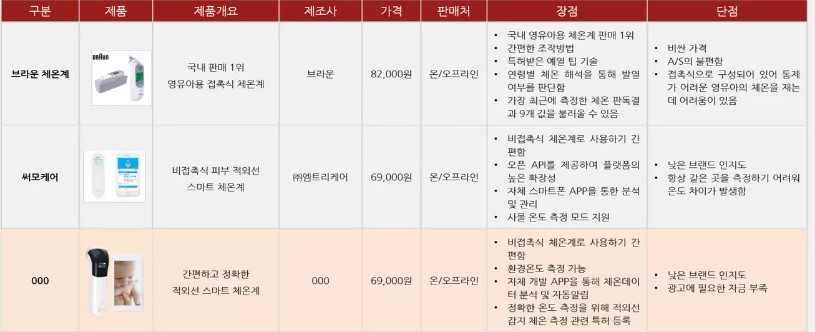 구분
제품
제품개요
제조사
가격
판매처
장점
단점
브라운 체온계
BRAUN
국내 판매 1위
영유아용 접촉식 체온계
브라운
82,000원
온/오프라인
• 국내 영유아용 체온계 판매 1위
• 간편한 조작방법
• 특허받은 예열 팁 기술
• 연령별 체온 해석을 통해 발열
여부를 판단함
• 가장 최근에 측정한 체온 판독결
과 9개 값을 불러올 수 있음
• 비싼 가격
• A/S의 불편함
• 접촉식으로 구성되어 있어 통제
가 어려운 영유아의 체온을 재는
데 어려움이 있음
써모케어
비접촉식 피부 적외선
스마트 체온계
㈜엠트리케어
69,000원
온/오프라인
• 비접촉식 체온계로 사용하기 간
편함
• 오픈 API를 제공하여 플랫폼의
높은 확장성
• 자체 스마트폰 APP을 통한 분석
및 관리
• 사물 온도 측정 모드 지원
• 낮은 브랜드 인지도
• 항상 같은 곳을 측정하기 어려워
온도 차이가 발생함
000
간편하고 정확한
적외선 스마트 체온계
000
69,000원
온/오프라인
• 비접촉식 체온계로 사용하기 간
편함
• 환경온도 측정 가능
• 자체 개발 APP을 통해 체온데이
터 분석 및 자동알림
• 정확한 온도 측정을 위해 적외선
감지 체온 측정 관련 특허 등록
• 낮은 브랜드 인지도
• 광고에 필요한 자금 부족